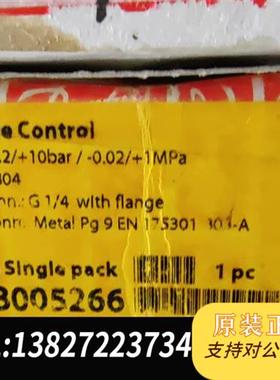 e Control
.2/+10bar / -0.02/+1MPa
304
nn.: G 1/4 with flange
onn. Metal Pg 9 EN 175301 803-A
Single pack
1 pc
3005266
:13827223734
原装正
支持公对